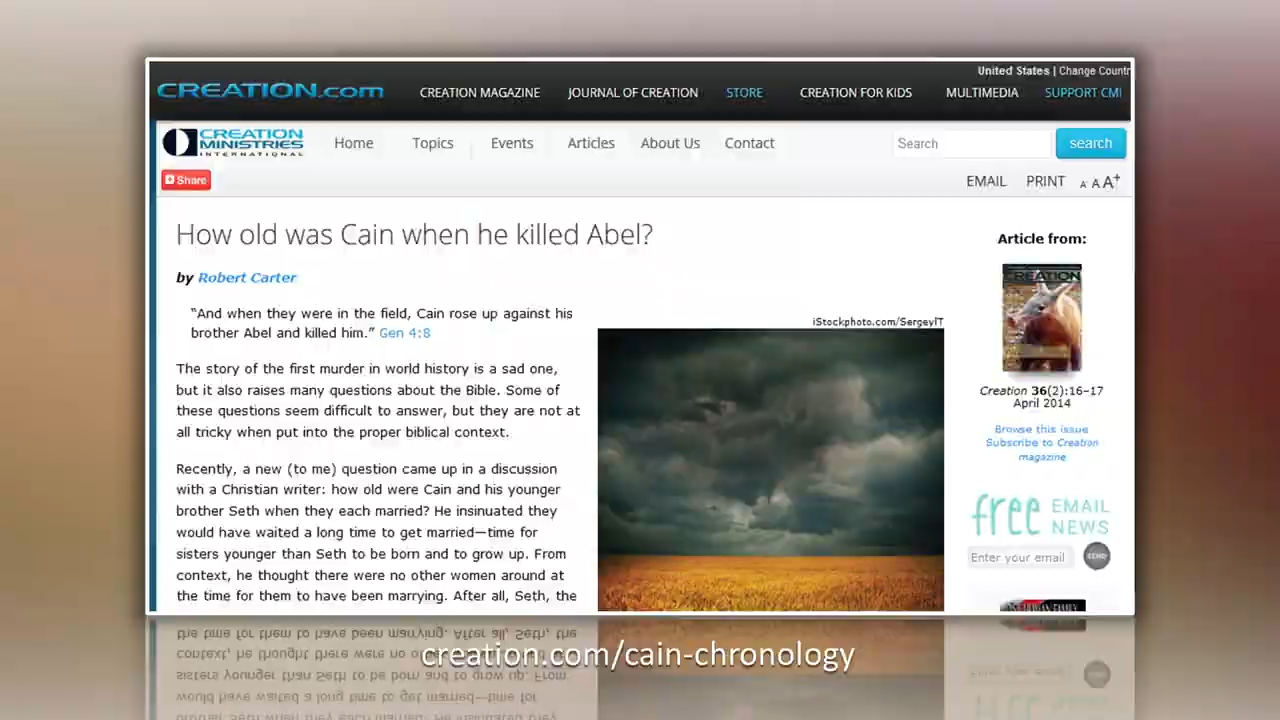 United States | Change Countr
CREATION.com
CREATION MAGAZINE
JOURNAL OF CREATION
STORE
CREATION FOR KIDS
MULTIMEDIA
SUPPORT CMI
CREATION
MINISTRIES
INTERNATIONAL
Home
Topics
Events
Articles
About Us
Contact
Search
search
Share
EMAIL
PRINT
A- A A+
How old was Cain when he killed Abel?
by Robert Carter
“And when they were in the field, Cain rose up against his
brother Abel and killed him.” Gen 4:8
The story of the first murder in world history is a sad one,
but it also raises many questions about the Bible. Some of
these questions seem difficult to answer, but they are not at
all tricky when put into the proper biblical context.
Recently, a new (to me) question came up in a discussion
with a Christian writer: how old were Cain and his younger
brother Seth when they each married? He insinuated they
would have waited a long time to get married—time for
sisters younger than Seth to be born and to grow up. From
context, he thought there were no other women around at
the time for them to have been marrying. After all, Seth, the
iStockphoto.com/SergeyIT
Article from:
CREATION
Creation 36(2):16–17
April 2014
Browse this issue
Subscribe to Creation
magazine
free EMAIL
NEWS
Enter your email
SEND
creation.com/cain-chronology